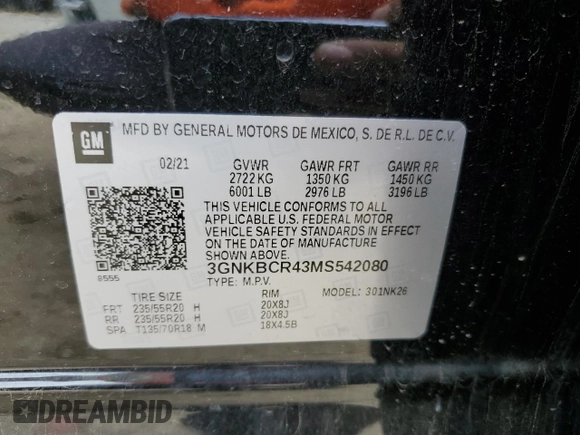 GM
MFD BY GENERAL MOTORS DE MEXICO, S. DE R.L. DE C.V.
02/21 GVWR GAWR FRT GAWR RR
2722 KG 1350 KG 1450 KG
6001 LB 2976 LB 3196 LB
THIS VEHICLE CONFORMS TO ALL
APPLICABLE U.S. FEDERAL MOTOR
VEHICLE SAFETY STANDARDS IN EFFECT
ON THE DATE OF MANUFACTURE
SHOWN ABOVE.
8555 3GNKBCR43MS542080
TYPE: M.P.V.
TIRE SIZE RIM MODEL: 301NK26
FRT 235/55R20 H 20X8J
RR 235/55R20 H 20X8J
SPA T135/70R18 M 18X4.5B
DREAMBID